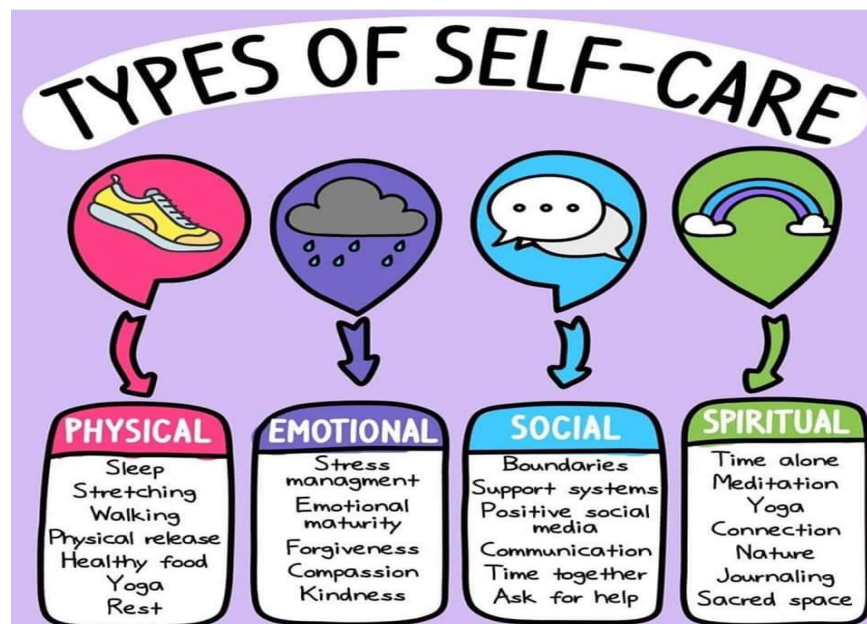 TYPES OF SELF-CARE
PHYSICAL
Sleep
Stretching
Walking
Physical release
Healthy food
Yoga
Rest
EMOTIONAL
Stress
managment
Emotional
maturity
Forgiveness
Compassion
Kindness
SOCIAL
Boundaries
Support systems
Positive social
media
Communication
Time together
Ask for help
SPIRITUAL
Time alone
Meditation
Yoga
Connection
Nature
Journaling
Sacred space